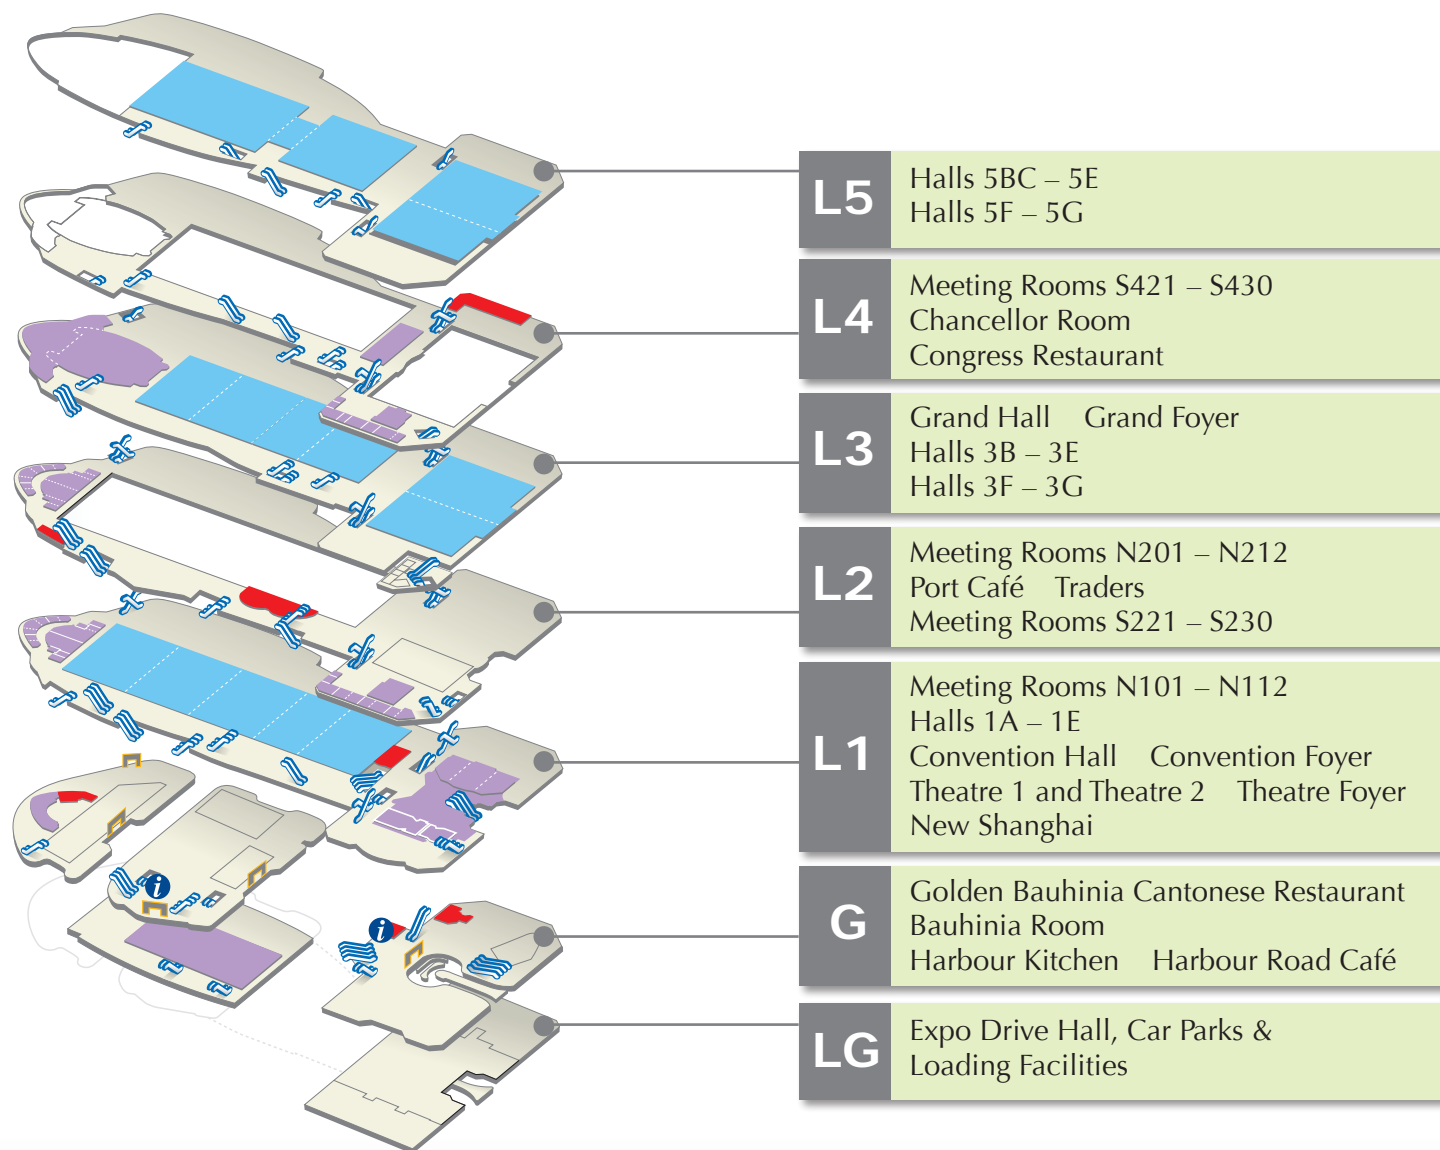 L5
Halls 5BC – 5E
Halls 5F – 5G
L4
Meeting Rooms S421 – S430
Chancellor Room
Congress Restaurant
L3
Grand Hall Grand Foyer
Halls 3B – 3E
Halls 3F – 3G
L2
Meeting Rooms N201 – N212
Port Café Traders
Meeting Rooms S221 – S230
L1
Meeting Rooms N101 – N112
Halls 1A – 1E
Convention Hall Convention Foyer
Theatre 1 and Theatre 2 Theatre Foyer
New Shanghai
i
i
G
Golden Bauhinia Cantonese Restaurant
Bauhinia Room
Harbour Kitchen Harbour Road Café
LG
Expo Drive Hall, Car Parks &
Loading Facilities